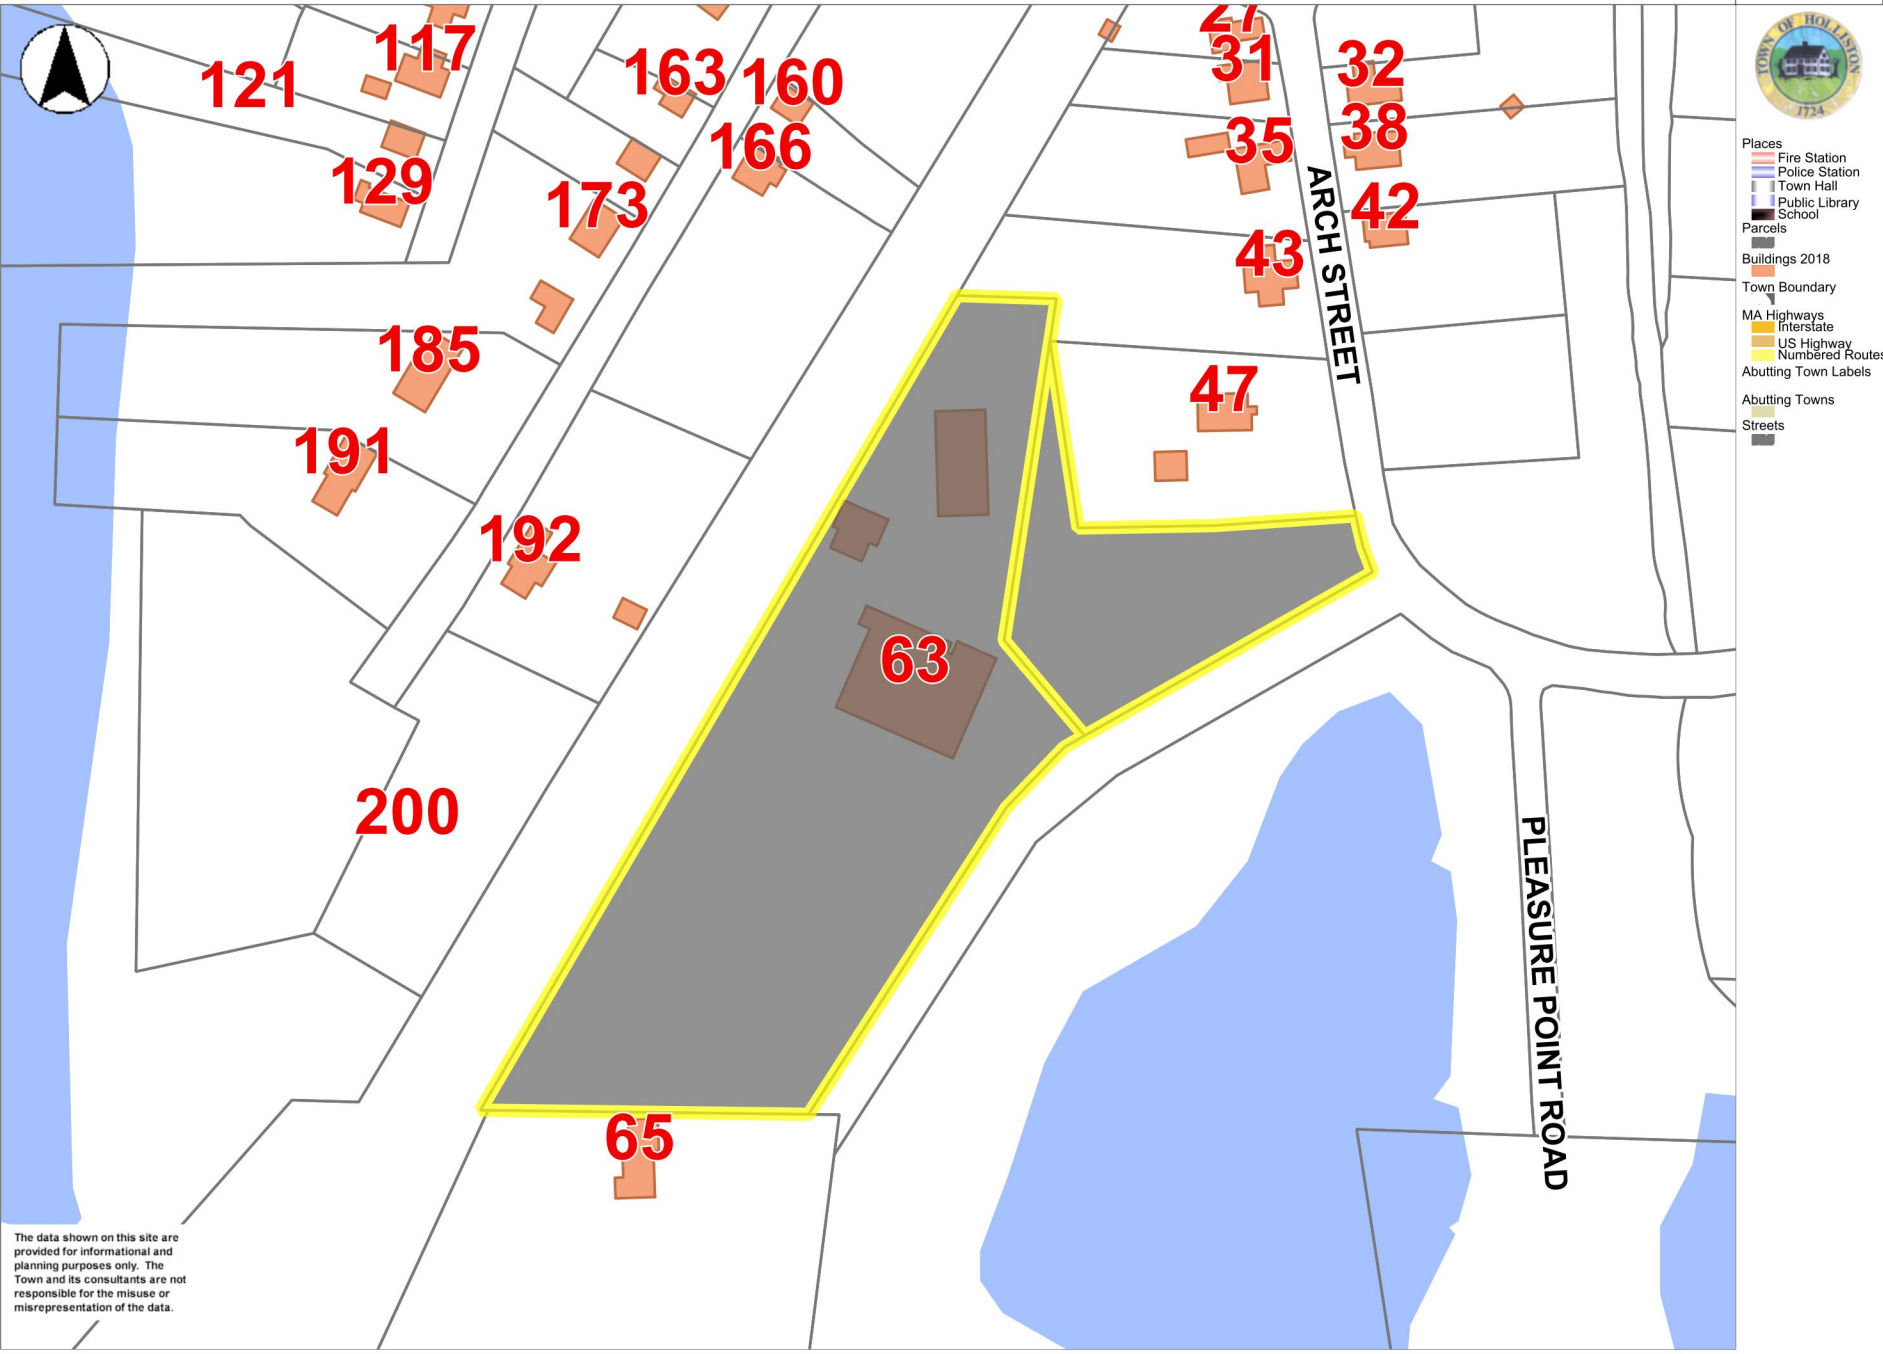 27
117
31
32
121
163
160
38
166
35
129
173
42
43
ARCH STREET
185
47
191
192
63
200
PLEASURE POINT ROAD
65
TOWN OF HOLLISTON
1724
Places
Fire Station
Police Station
Town Hall
Public Library
School
Parcels
Buildings 2018
Town Boundary
MA Highways
Interstate
US Highway
Numbered Routes
Abutting Town Labels
Abutting Towns
Streets
The data shown on this site are
provided for informational and
planning purposes only. The
Town and its consultants are not
responsible for the misuse or
misrepresentation of the data.